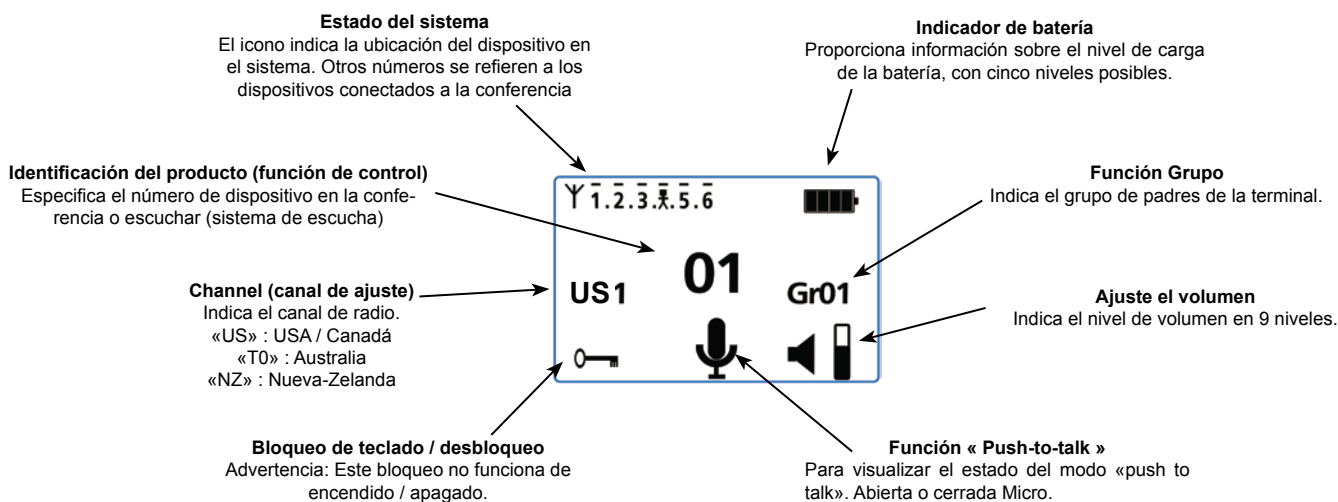 Estado del sistema
El icono indica la ubicación del dispositivo en
el sistema. Otros números se refieren a los
dispositivos conectados a la conferencia
Indicador de batería
Proporciona información sobre el nivel de carga
de la batería, con cinco niveles posibles.
Identificación del producto (función de control)
Especifica el número de dispositivo en la confe-
rencia o escuchar (sistema de escucha)
Función Grupo
Indica el grupo de padres de la terminal.
1.2.3. .5.6
01
US1
Gr01
Channel (canal de ajuste)
Indica el canal de radio.
«US» : USA / Canadá
«T0» : Australia
«NZ» : Nueva-Zelanda
Ajuste el volumen
Indica el nivel de volumen en 9 niveles.
Bloqueo de teclado / desbloqueo
Advertencia: Este bloqueo no funciona de
encendido / apagado.
Función « Push-to-talk »
Para visualizar el estado del modo «push to
talk». Abierta o cerrada Micro.